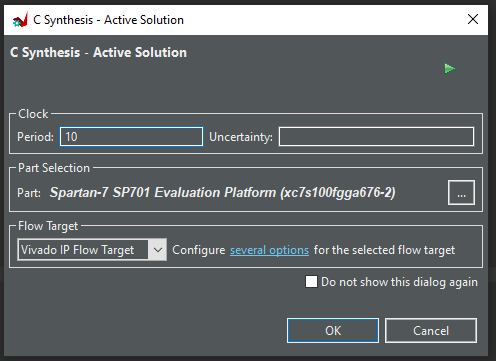 C Synthesis - Active Solution
C Synthesis - Active Solution
Clock
Period: 10 Uncertainty:
Part Selection
Part: Spartan-7 SP701 Evaluation Platform (xc7s100fgga676-2) ...
Flow Target
Vivado IP Flow Target Configure several options for the selected flow target
Do not show this dialog again
OK Cancel